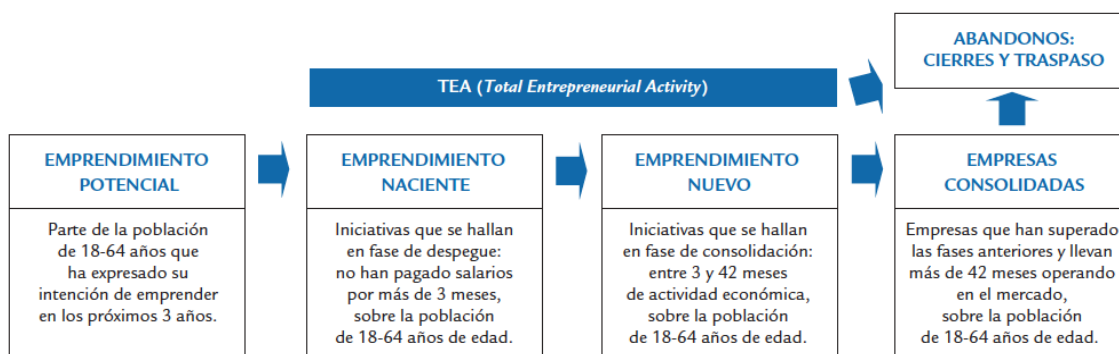 ABANDONOS:
CIERRES Y TRASPASO
TEA (Total Entrepreneurial Activity)
EMPRENDIMIENTO
POTENCIAL
Parte de la población
de 18-64 años que
ha expresado su
intención de emprender
en los próximos 3 años.
EMPRENDIMIENTO
NACIENTE
Iniciativas que se hallan
en fase de despegue:
no han pagado salarios
por más de 3 meses,
sobre la población
de 18-64 años de edad.
EMPRENDIMIENTO
NUEVO
Iniciativas que se hallan
en fase de consolidación:
entre 3 y 42 meses
de actividad económica,
sobre la población
de 18-64 años de edad.
EMPRESAS
CONSOLIDADAS
Empresas que han superado
las fases anteriores y llevan
más de 42 meses operando
en el mercado,
sobre la población
de 18-64 años de edad.